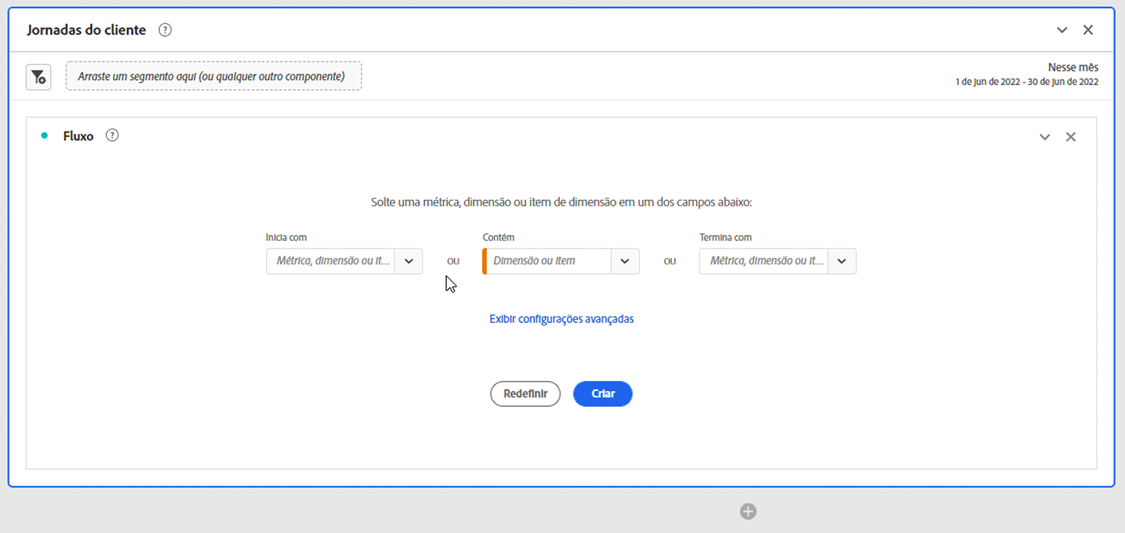 Jornadas do cliente
Arraste um segmento aqui (ou qualquer outro componente)
Nesse mês
1 de jun de 2022 - 30 de jun de 2022
Fluxo
Solte uma métrica, dimensão ou item de dimensão em um dos campos abaixo:
Inicia com
Contém
Termina com
Métrica, dimensão ou it...
OU
Dimensão ou item
OU
Métrica, dimensão ou it...
Exibir configurações avançadas
Redefinir
Criar